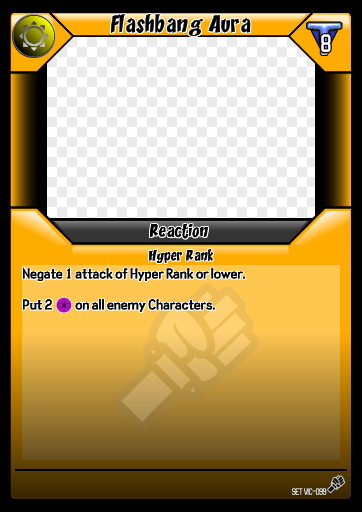 Flashbang Aura
8
Reaction
Hyper Rank
Negate 1 attack of Hyper Rank or lower.
Put 2 on all enemy Characters.
SET VIC-099